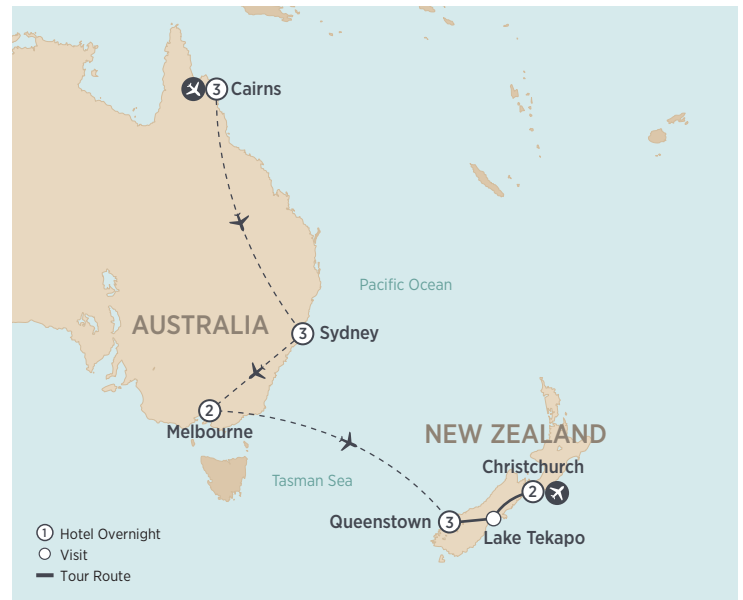 3 Cairns
Pacific Ocean
AUSTRALIA
3 Sydney
2
Melbourne
NEW ZEALAND
Christchurch
Tasman Sea
2
Queenstown 3
Lake Tekapo
1 Hotel Overnight
Visit
Tour Route